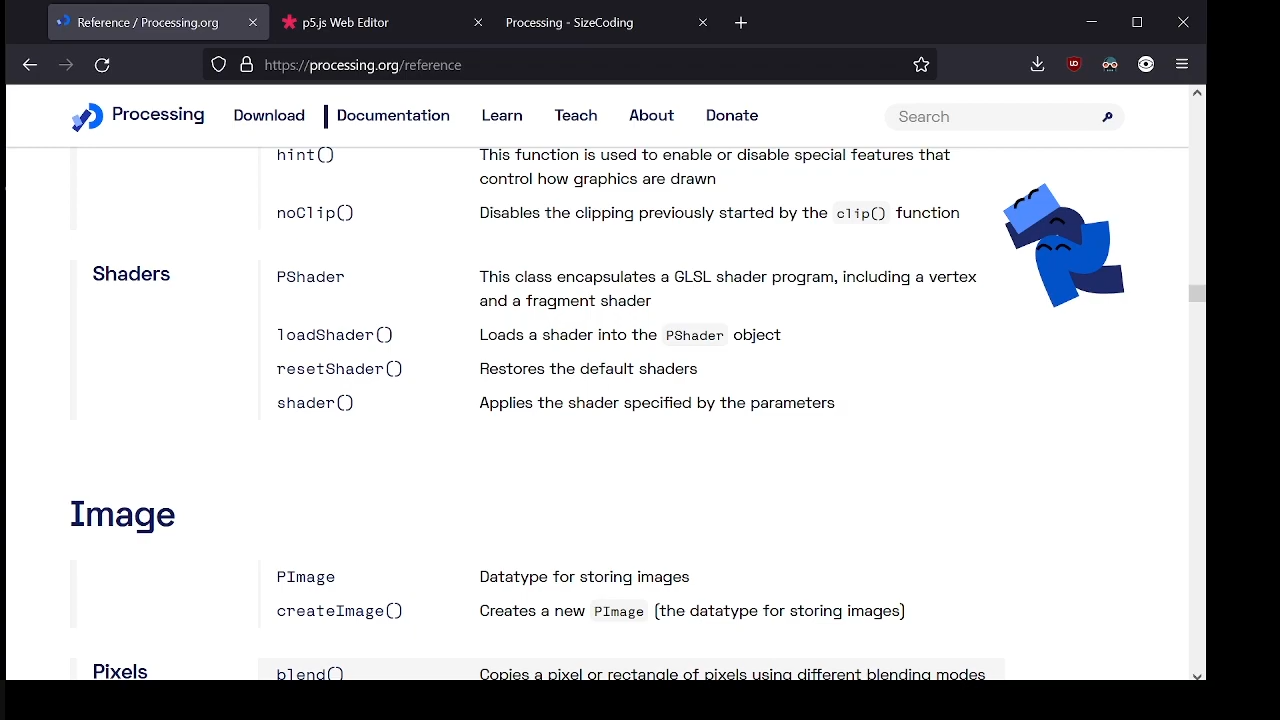 Reference / Processing.org
p5.js Web Editor
Processing - SizeCoding
https://processing.org/reference
Processing
Download
Documentation
Learn
Teach
About
Donate
Search
hint()
This function is used to enable or disable special features that
control how graphics are drawn
noClip()
Disables the clipping previously started by the clip() function
Shaders
PShader
This class encapsulates a GLSL shader program, including a vertex
and a fragment shader
loadShader()
Loads a shader into the PShader object
resetShader()
Restores the default shaders
shader()
Applies the shader specified by the parameters
Image
PImage
Datatype for storing images
createImage()
Creates a new PImage (the datatype for storing images)
Pixels
blend()
Copies a pixel or rectangle of pixels using different blending modes